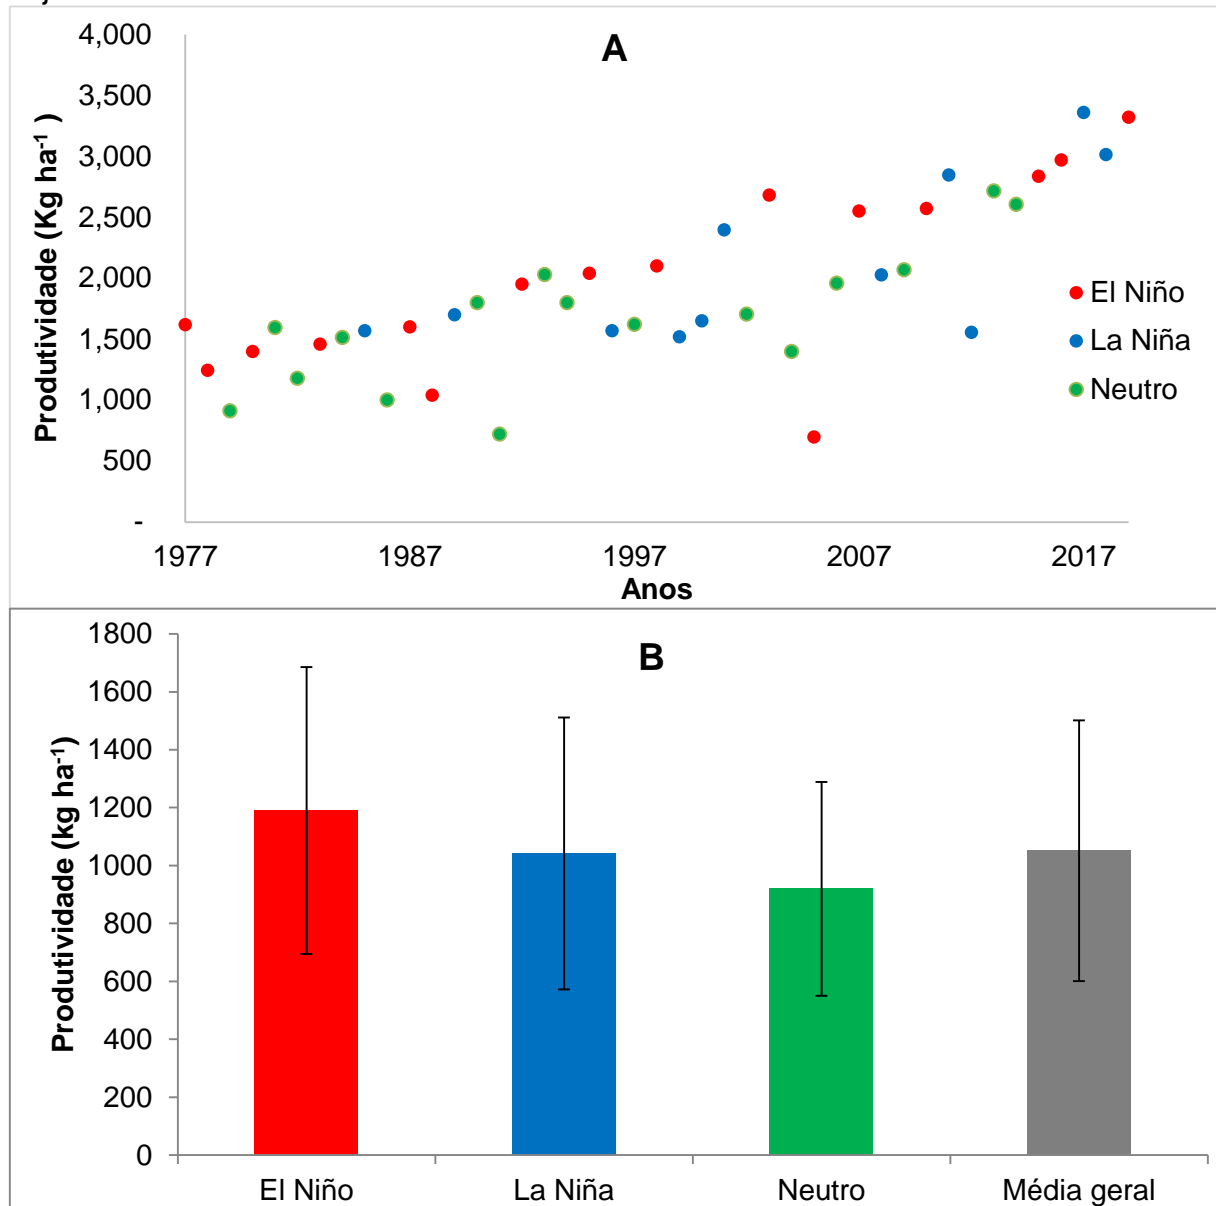 A
4,000
3,500
3,000
2,500
2,000
1,500
1,000
500
-
Produtividade (Kg ha-1 )
El Niño
La Niña
Neutro
1977 1987 1997 2007 2017
Anos
B
1800
1600
1400
1200
1000
800
600
400
200
0
Produtividade (kg ha-1)
El Niño La Niña Neutro Média geral